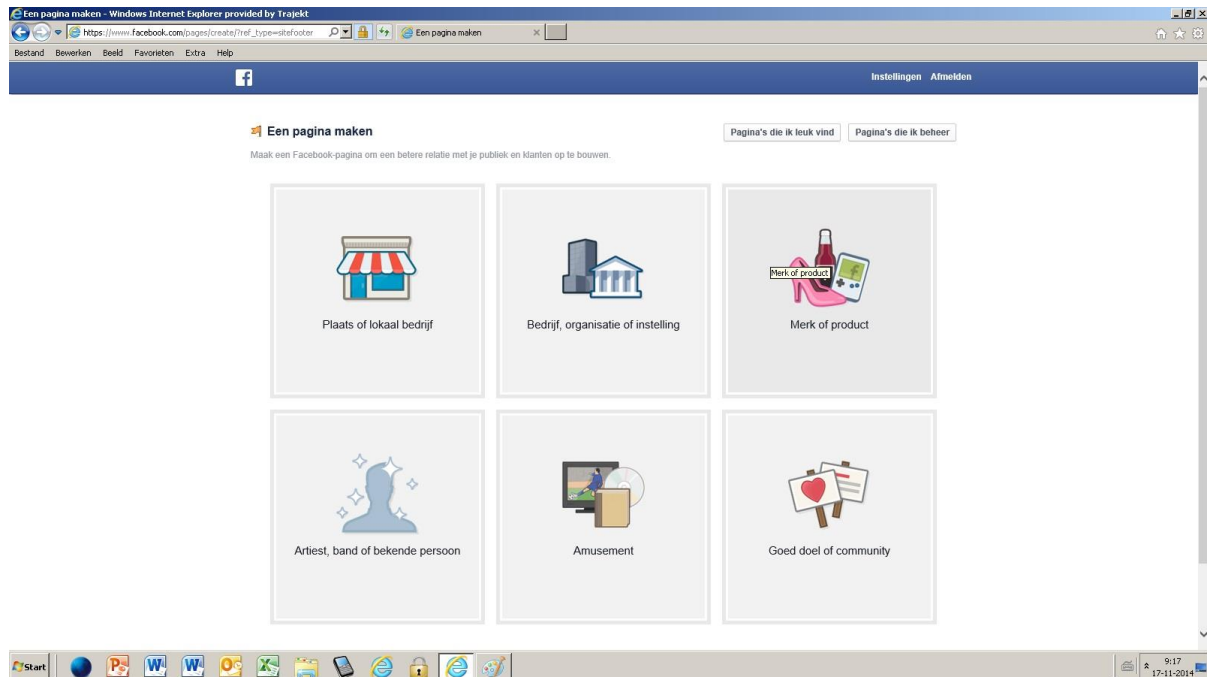 Een pagina maken - Windows Internet Explorer provided by Trajekt
https://www.facebook.com/pages/create/?ref_type=sitefooter
Een pagina maken
Bestand Bewerken Beeld Favorieten Extra Help
f
Instellingen Afmelden
Een pagina maken
Pagina's die ik leuk vind
Pagina's die ik beheer
Maak een Facebook-pagina om een betere relatie met je publiek en klanten op te bouwen.
Plaats of lokaal bedrijf
Bedrijf, organisatie of instelling
Merk of product
Merk of product
Artiest, band of bekende persoon
Amusement
Goed doel of community
Start
9:17
17-11-2014